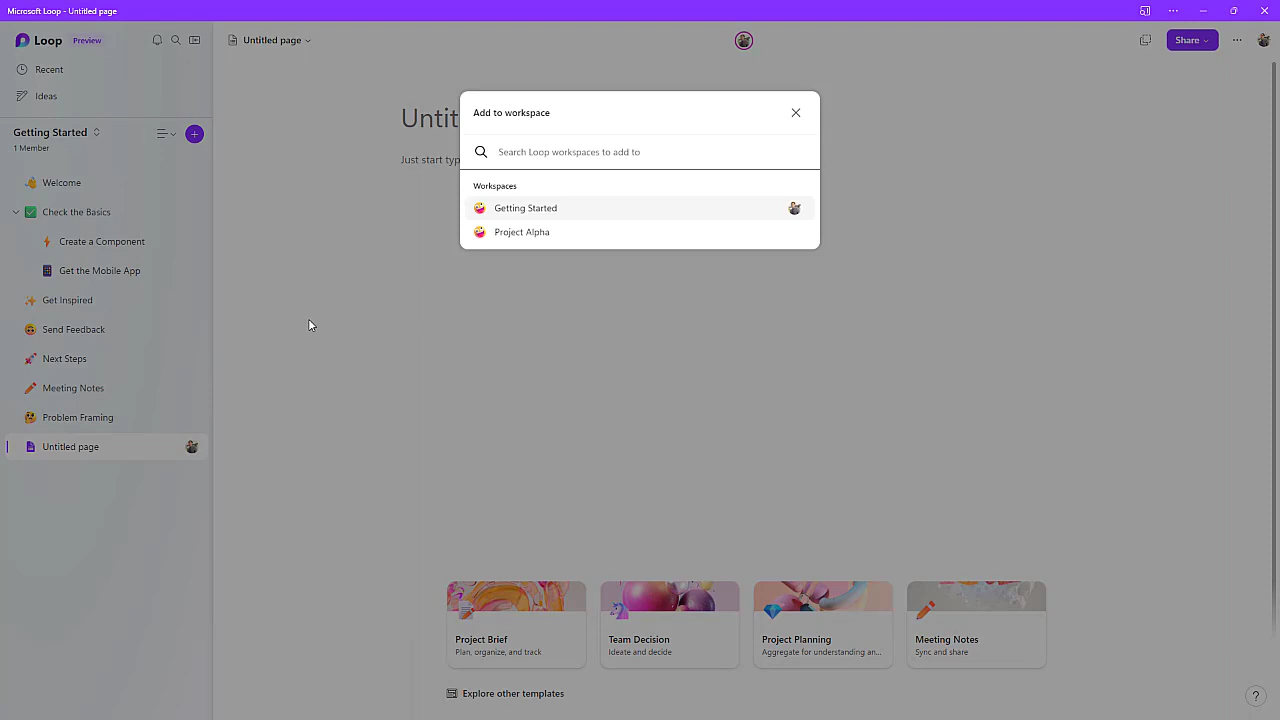 Microsoft Loop - Untitled page
Loop Preview
Untitled page
Share
Recent
Ideas
Getting Started
1 Member
Welcome
Check the Basics
Create a Component
Get the Mobile App
Get Inspired
Send Feedback
Next Steps
Meeting Notes
Problem Framing
Untitled page
Untit
Just start typ
Add to workspace
Search Loop workspaces to add to
Workspaces
Getting Started
Project Alpha
Project Brief
Plan, organize, and track
Team Decision
Ideate and decide
Project Planning
Aggregate for understanding an...
Meeting Notes
Sync and share
Explore other templates
?